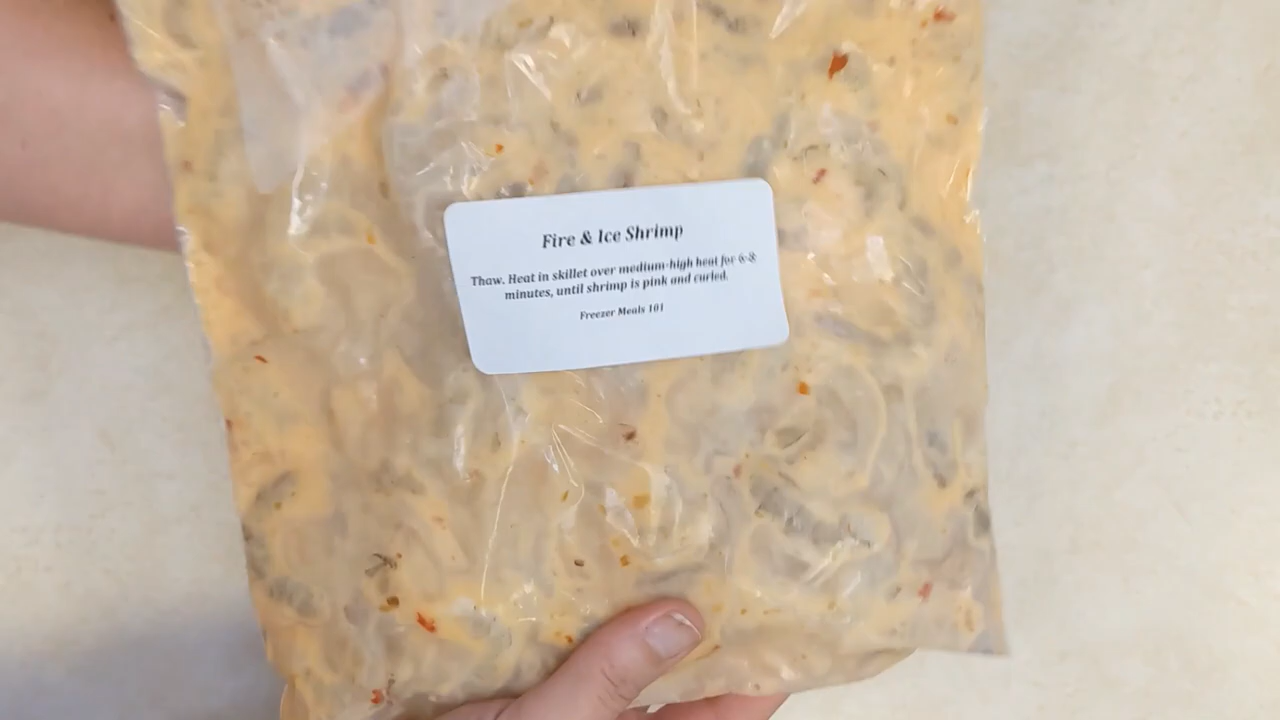 Fire & Ice Shrimp
Thaw. Heat in skillet over medium-high heat for 6-8
minutes, until shrimp is pink and curled.
Freezer Meals 101